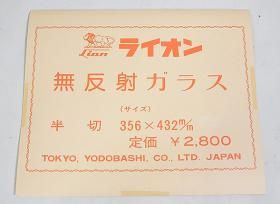 Lion ライオン
無反射ガラス
(サイズ)
半切 356×432m/m
定価 ¥2,800
TOKYO, YODOBASHI, CO., LTD. JAPAN